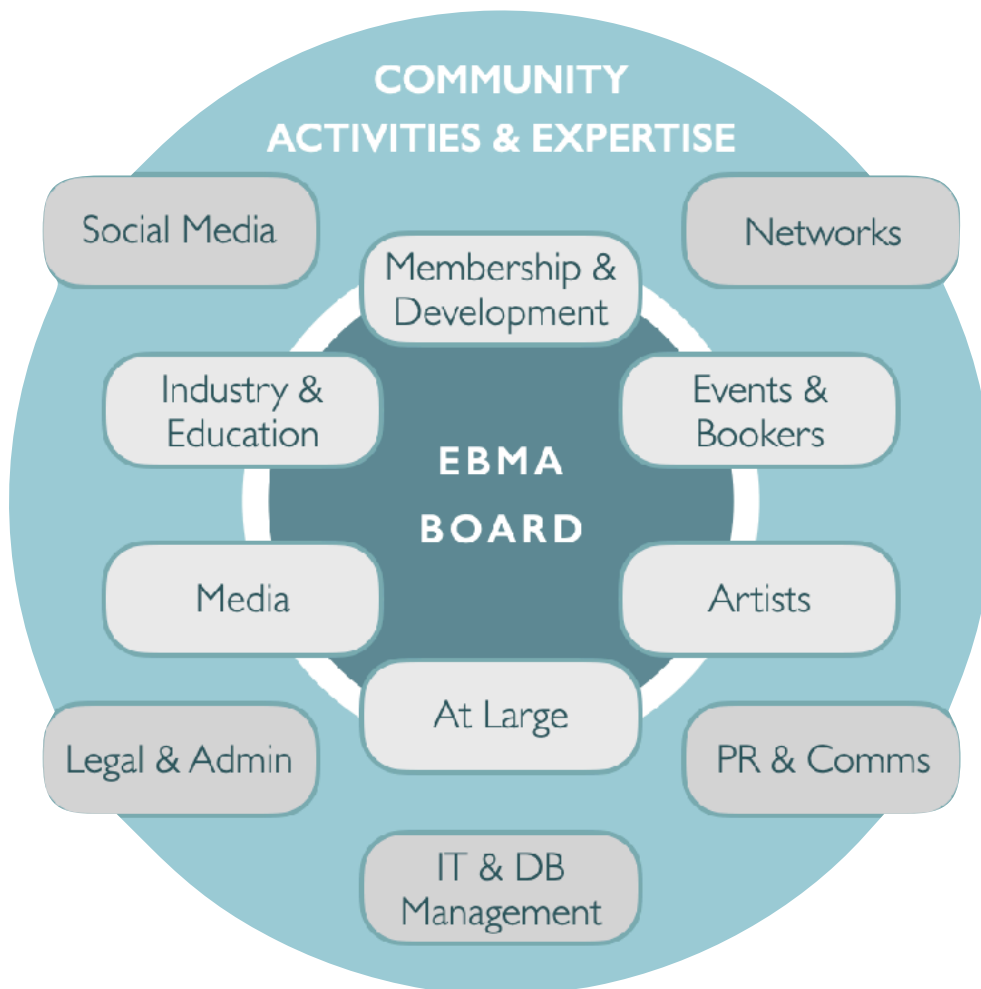 COMMUNITY
ACTIVITIES & EXPERTISE
Social Media
Networks
Membership &
Development
Industry &
Education
Events &
Bookers
EBMA
BOARD
Media
Artists
At Large
Legal & Admin
PR & Comms
IT & DB
Management